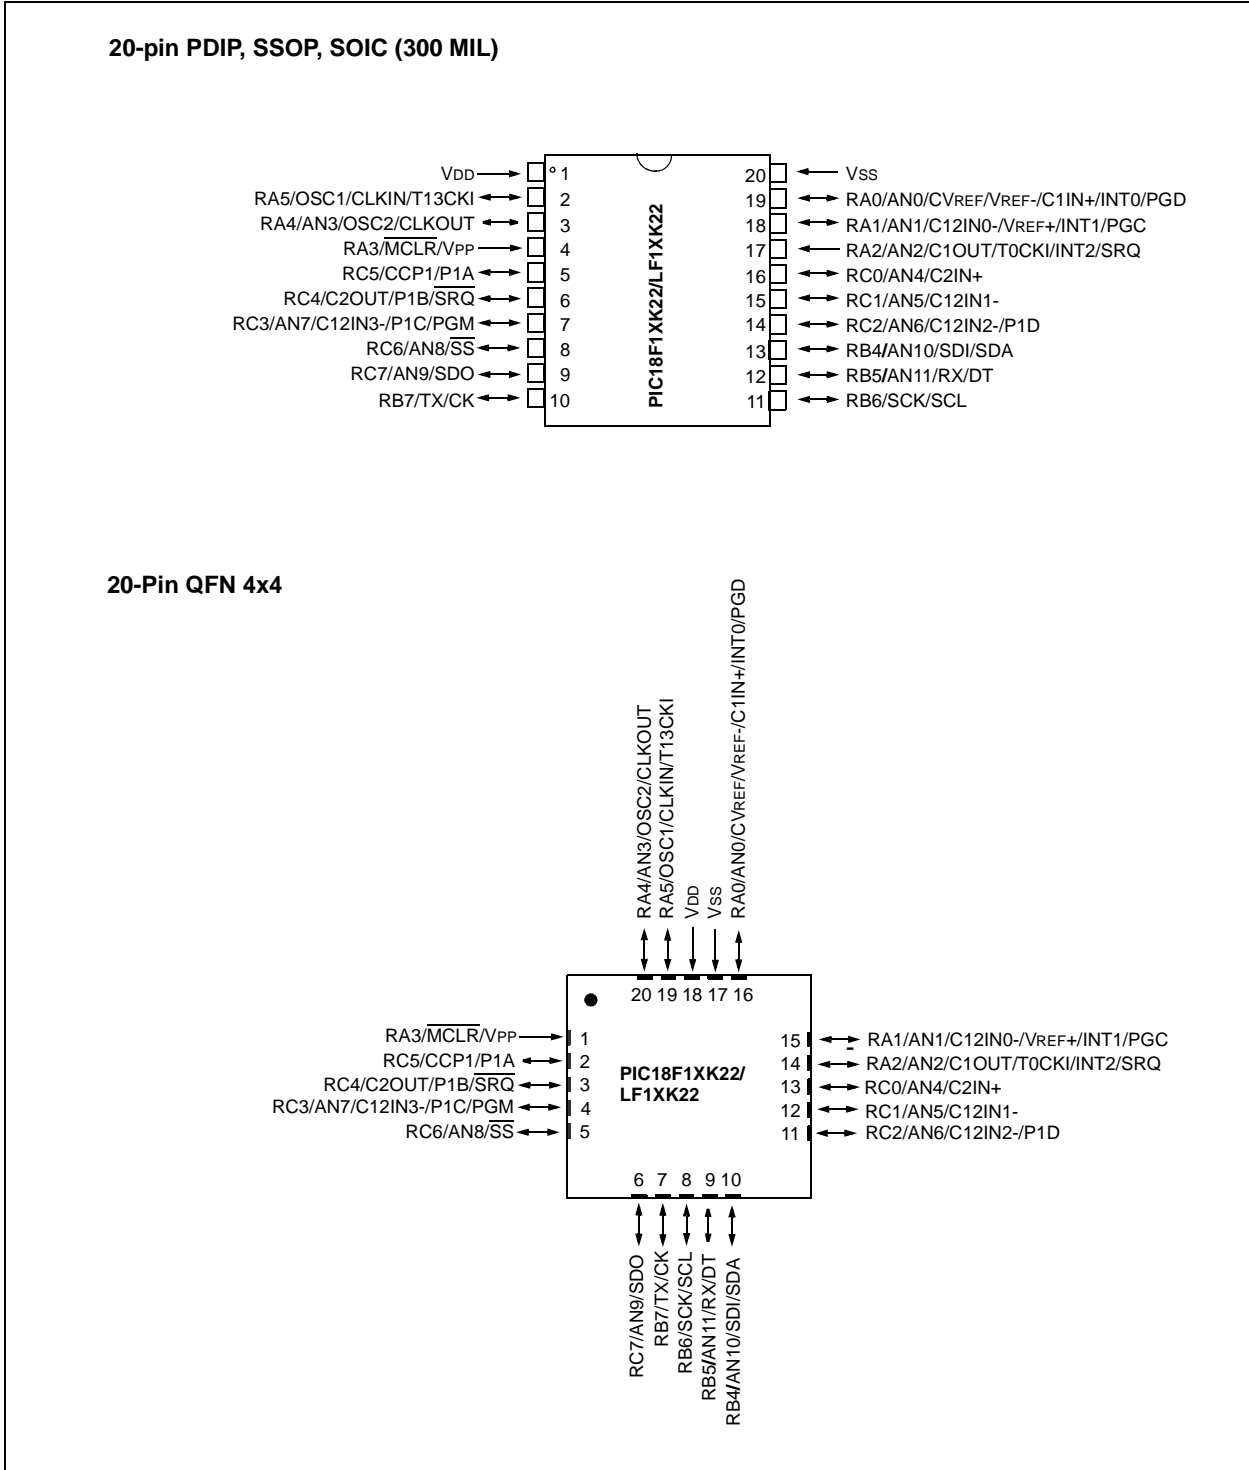 20-pin PDIP, SSOP, SOIC (300 MIL)
VDD 1
RA5/OSC1/CLKIN/T13CKI 2
RA4/AN3/OSC2/CLKOUT 3
RA3/MCLR/VPP 4
RC5/CCP1/P1A 5
RC4/C2OUT/P1B/SRQ 6
RC3/AN7/C12IN3-/P1C/PGM 7
RC6/AN8/SS 8
RC7/AN9/SDO 9
RB7/TX/CK 10
PIC18F1XK22/LF1XK22
20 VSS
19 RA0/AN0/CVREF/VREF-/C1IN+/INT0/PGD
18 RA1/AN1/C12IN0-/VREF+/INT1/PGC
17 RA2/AN2/C1OUT/T0CKI/INT2/SRQ
16 RC0/AN4/C2IN+
15 RC1/AN5/C12IN1-
14 RC2/AN6/C12IN2-/P1D
13 RB4/AN10/SDI/SDA
12 RB5/AN11/RX/DT
11 RB6/SCK/SCL
20-Pin QFN 4x4
RA4/AN3/OSC2/CLKOUT
RA5/OSC1/CLKIN/T13CKI
VDD
VSS
RA0/AN0/CVREF/VREF-/C1IN+/INT0/PGD
20 19 18 17 16
RA3/MCLR/VPP 1
RC5/CCP1/P1A 2
RC4/C2OUT/P1B/SRQ 3
RC3/AN7/C12IN3-/P1C/PGM 4
RC6/AN8/SS 5
PIC18F1XK22/
LF1XK22
15 RA1/AN1/C12IN0-/VREF+/INT1/PGC
14 RA2/AN2/C1OUT/T0CKI/INT2/SRQ
13 RC0/AN4/C2IN+
12 RC1/AN5/C12IN1-
11 RC2/AN6/C12IN2-/P1D
6 7 8 9 10
RC7/AN9/SDO
RB7/TX/CK
RB6/SCK/SCL
RB5/AN11/RX/DT
RB4/AN10/SDI/SDA